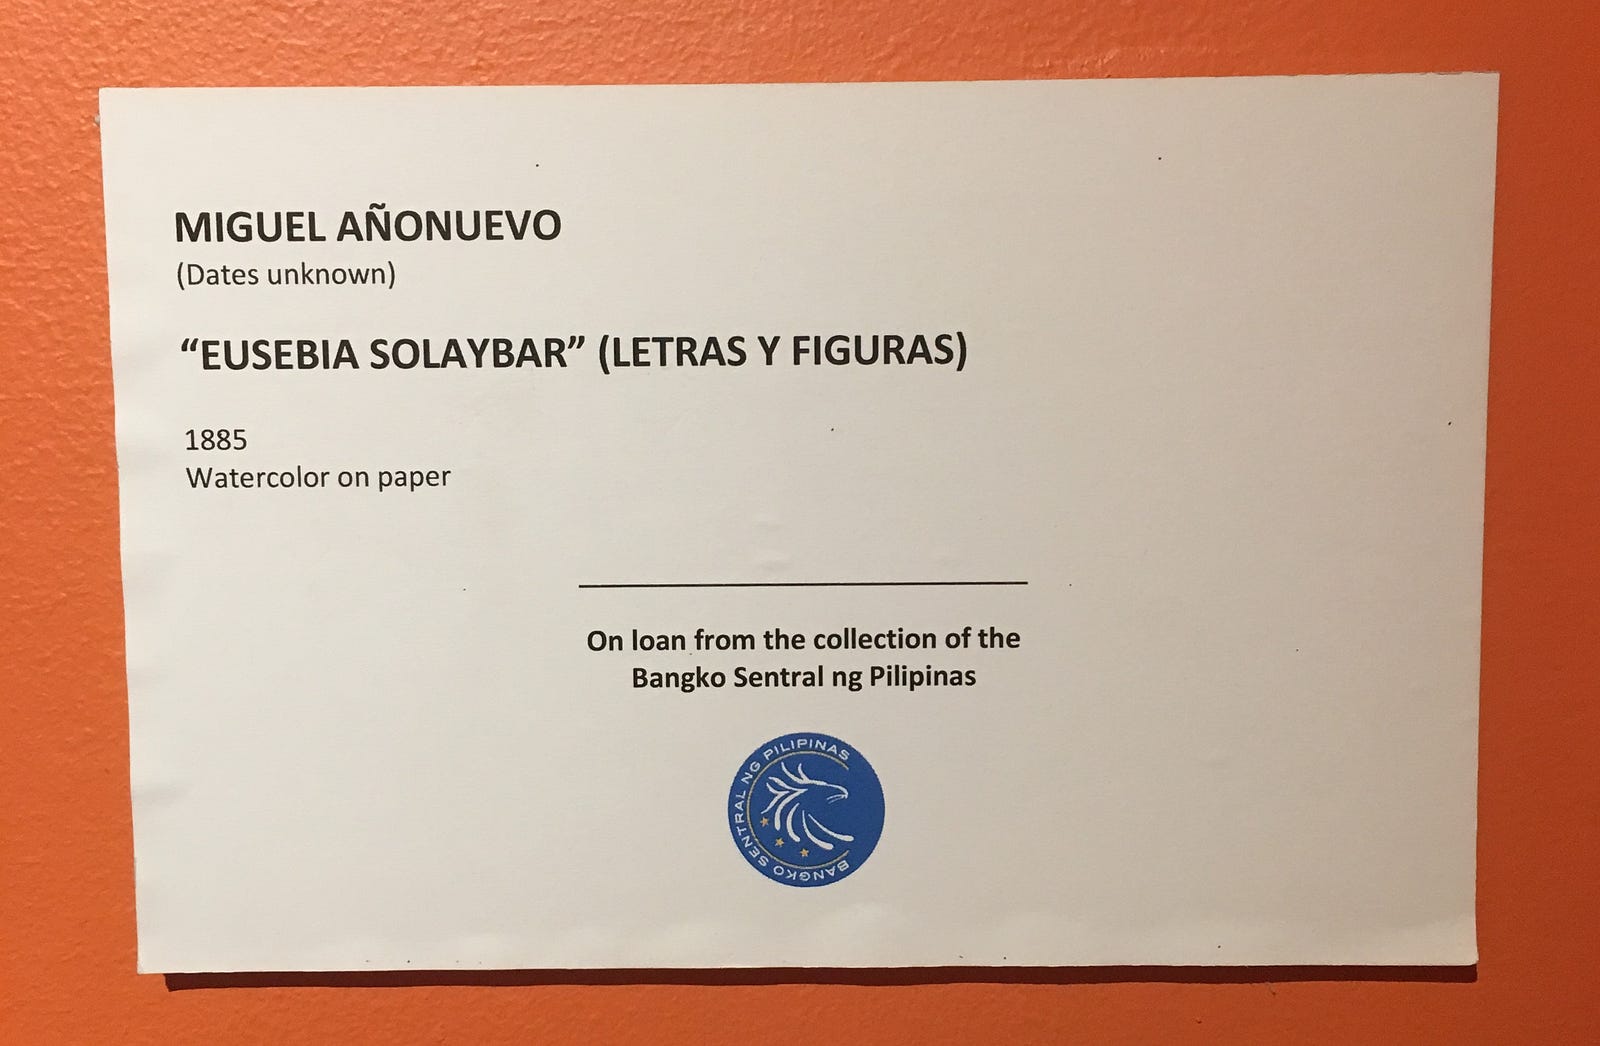 MIGUEL AÑONUEVO
(Dates unknown)
“EUSEBIA SOLAYBAR” (LETRAS Y FIGURAS)
1885
Watercolor on paper
On loan from the collection of the
Bangko Sentral ng Pilipinas
BANGKO SENTRAL NG PILIPINAS